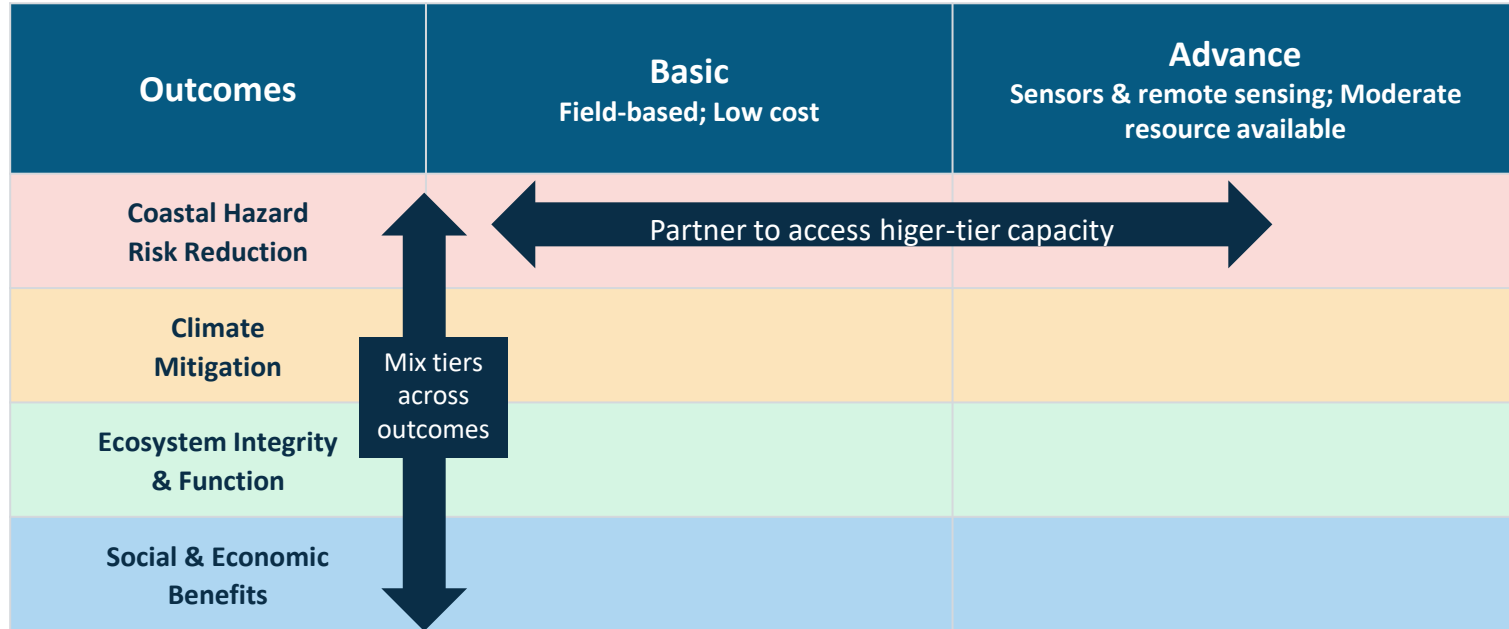 Outcomes
Basic
Field-based; Low cost
Advance
Sensors & remote sensing; Moderate
resource available
Coastal Hazard
Risk Reduction
Partner to access higer-tier capacity
Climate
Mitigation
Mix tiers
across
outcomes
Ecosystem Integrity
& Function
Social & Economic
Benefits